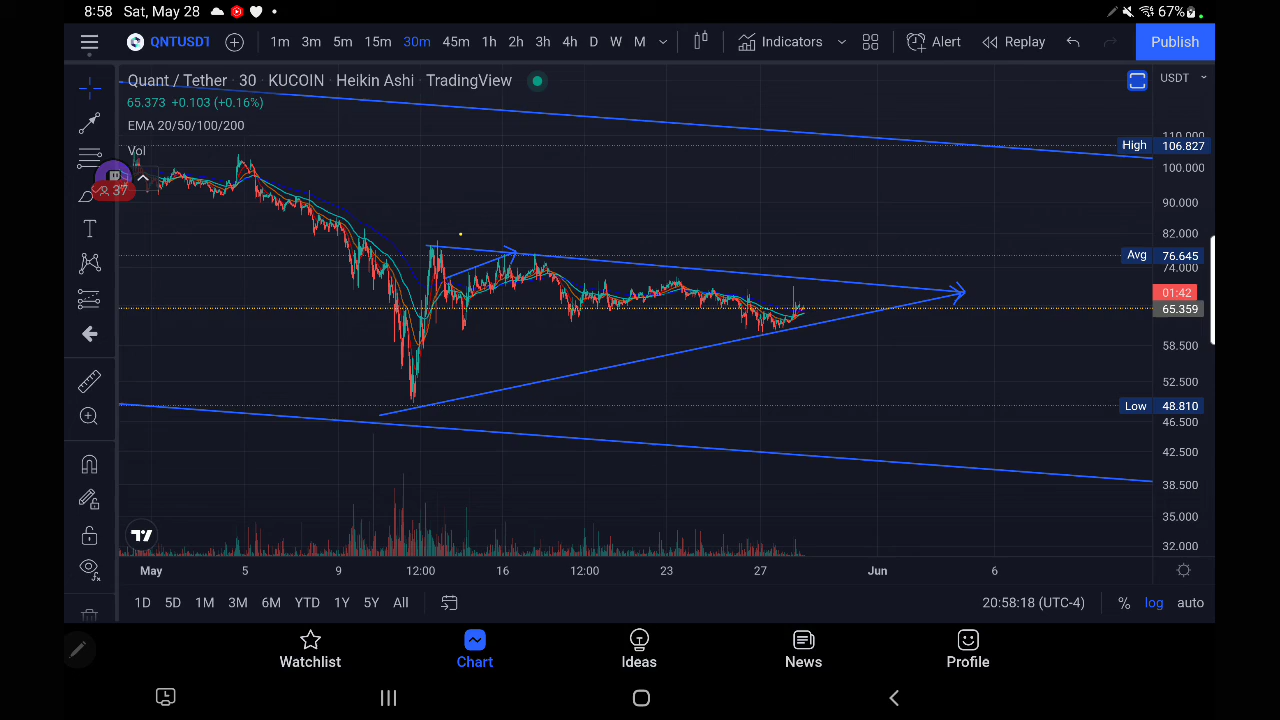 8:58 Sat, May 28 67%
QNTUSDT 1m 3m 5m 15m 30m 45m 1h 2h 3h 4h D W M Indicators Alert Replay Publish
Quant / Tether · 30 · KUCOIN · Heikin Ashi · TradingView USDT
65.373 +0.103 (+0.16%)
EMA 20/50/100/200
110.000
High 106.827
Vol
100.000
37
90.000
82.000
Avg 76.645
74.000
01:42
65.359
58.500
52.500
Low 48.810
46.500
42.500
38.500
35.000
32.000
May 5 9 12:00 16 12:00 23 27 Jun 6
1D 5D 1M 3M 6M YTD 1Y 5Y All 20:58:18 (UTC-4) % log auto
Watchlist Chart Ideas News Profile